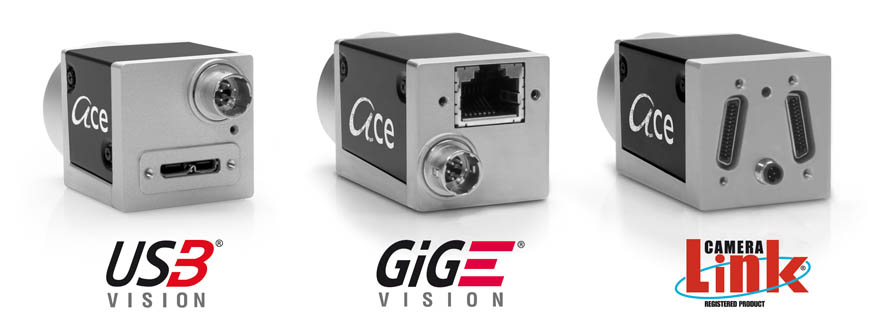 ace
ace
ace
USB®
VISION
GiGE®
VISION
CAMERA
Link®
REGISTERED PRODUCT